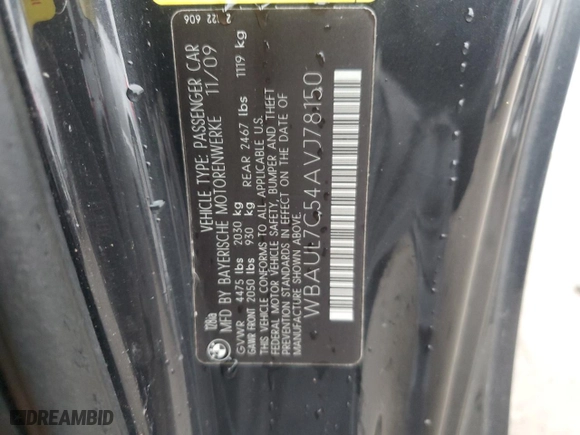 128ia
VEHICLE TYPE: PASSENGER CAR
MFD BY BAYERISCHE MOTORENWERKE 11/09
GVWR 4475 lbs 2030 kg
GAWR FRONT 2050 lbs 930 kg REAR 2467 lbs 1119 kg
THIS VEHICLE CONFORMS TO ALL APPLICABLE U.S.
FEDERAL MOTOR VEHICLE SAFETY, BUMPER AND THEFT
PREVENTION STANDARDS IN EFFECT ON THE DATE OF
MANUFACTURE SHOWN ABOVE.
WBAUL7C54AVJ78150
122 606
DREAMBID